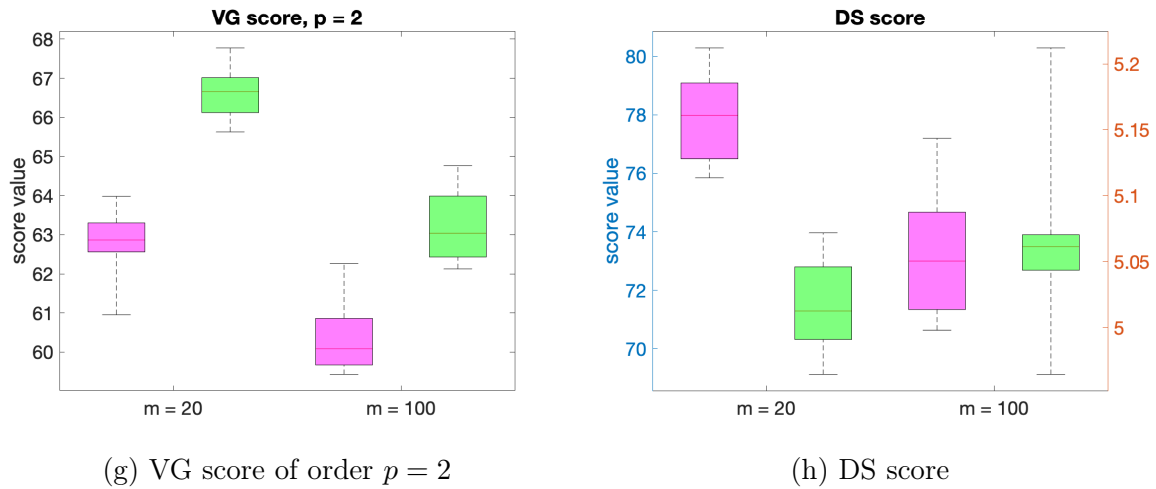 VG score, p = 2
score value
68
67
66
65
64
63
62
61
60
m = 20
m = 100
(g) VG score of order p = 2
DS score
score value
80
78
76
74
72
70
5.2
5.15
5.1
5.05
5
m = 20
m = 100
(h) DS score